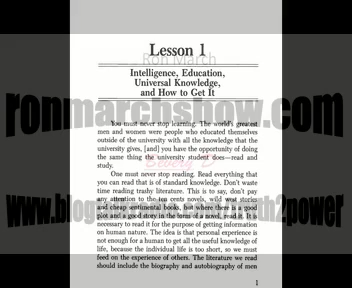 Lesson 1
Ron March
Intelligence, Education,
Universal Knowledge,
and How to Get It
ronmarchshow.com
You must never stop learning. The world's greatest
men and women were people who educated themselves
outside of the university with all the knowledge that the
university gives, [and] you have the opportunity of doing
the same thing the university student does—read and
study.
Beverly D
One must never stop reading. Read everything that
you can read that is of standard knowledge. Don't waste
time reading trashy literature. This is to say, don't pay
any attention to the ten cents novels, wild west stories
and cheap sentimental books, but where there is a good
plot and a good story in the form of a novel, read it. It is
necessary to read it for the purpose of getting information
on human nature. The idea is that personal experience is
not enough for a human to get all the useful knowledge of
life, because the individual life is too short, so we must
feed on the experience of others. The literature we read
should include the biography and autobiography of men
1